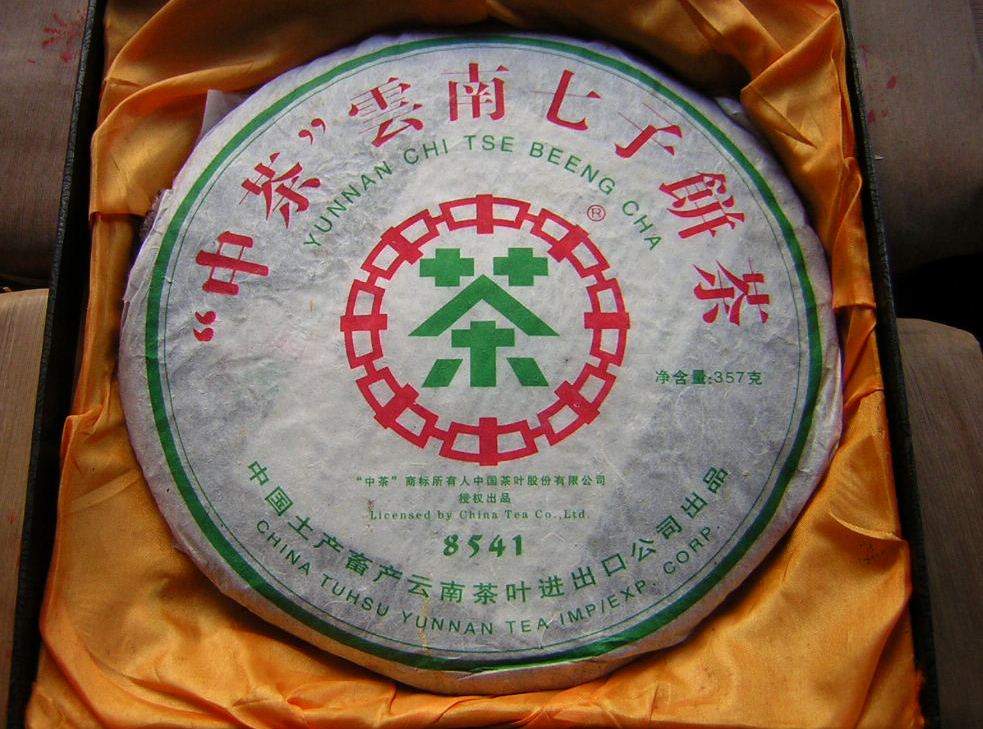 “中茶”雲南七子餅茶
YUNNAN CHI TSE BEENG CHA
®
茶
净含量:357克
“中茶”商标所有人中国茶叶股份有限公司
授权出品
Licensed by China Tea Co.,Ltd.
8541
中国土产畜产云南茶叶进出口公司出品
CHINA TUHSU YUNNAN TEA IMP/EXP. CORP.